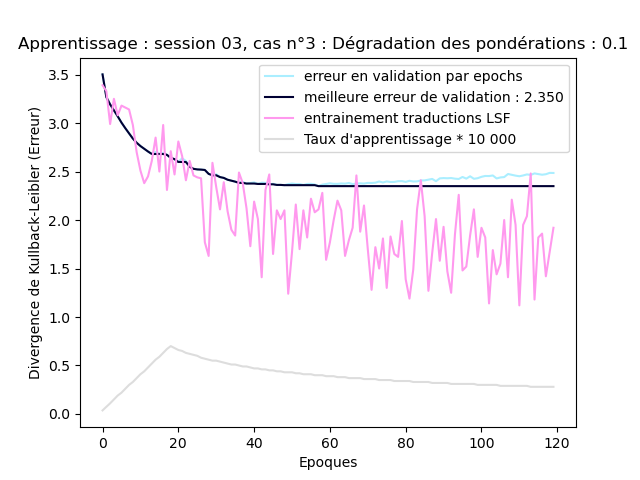 Apprentissage : session 03, cas n°3 : Dégradation des pondérations : 0.1
erreur en validation par epochs
meilleure erreur de validation : 2.350
entrainement traductions LSF
Taux d'apprentissage * 10 000
Divergence de Kullback-Leibler (Erreur)
3.5
3.0
2.5
2.0
1.5
1.0
0.5
0.0
0 20 40 60 80 100 120
Epoques